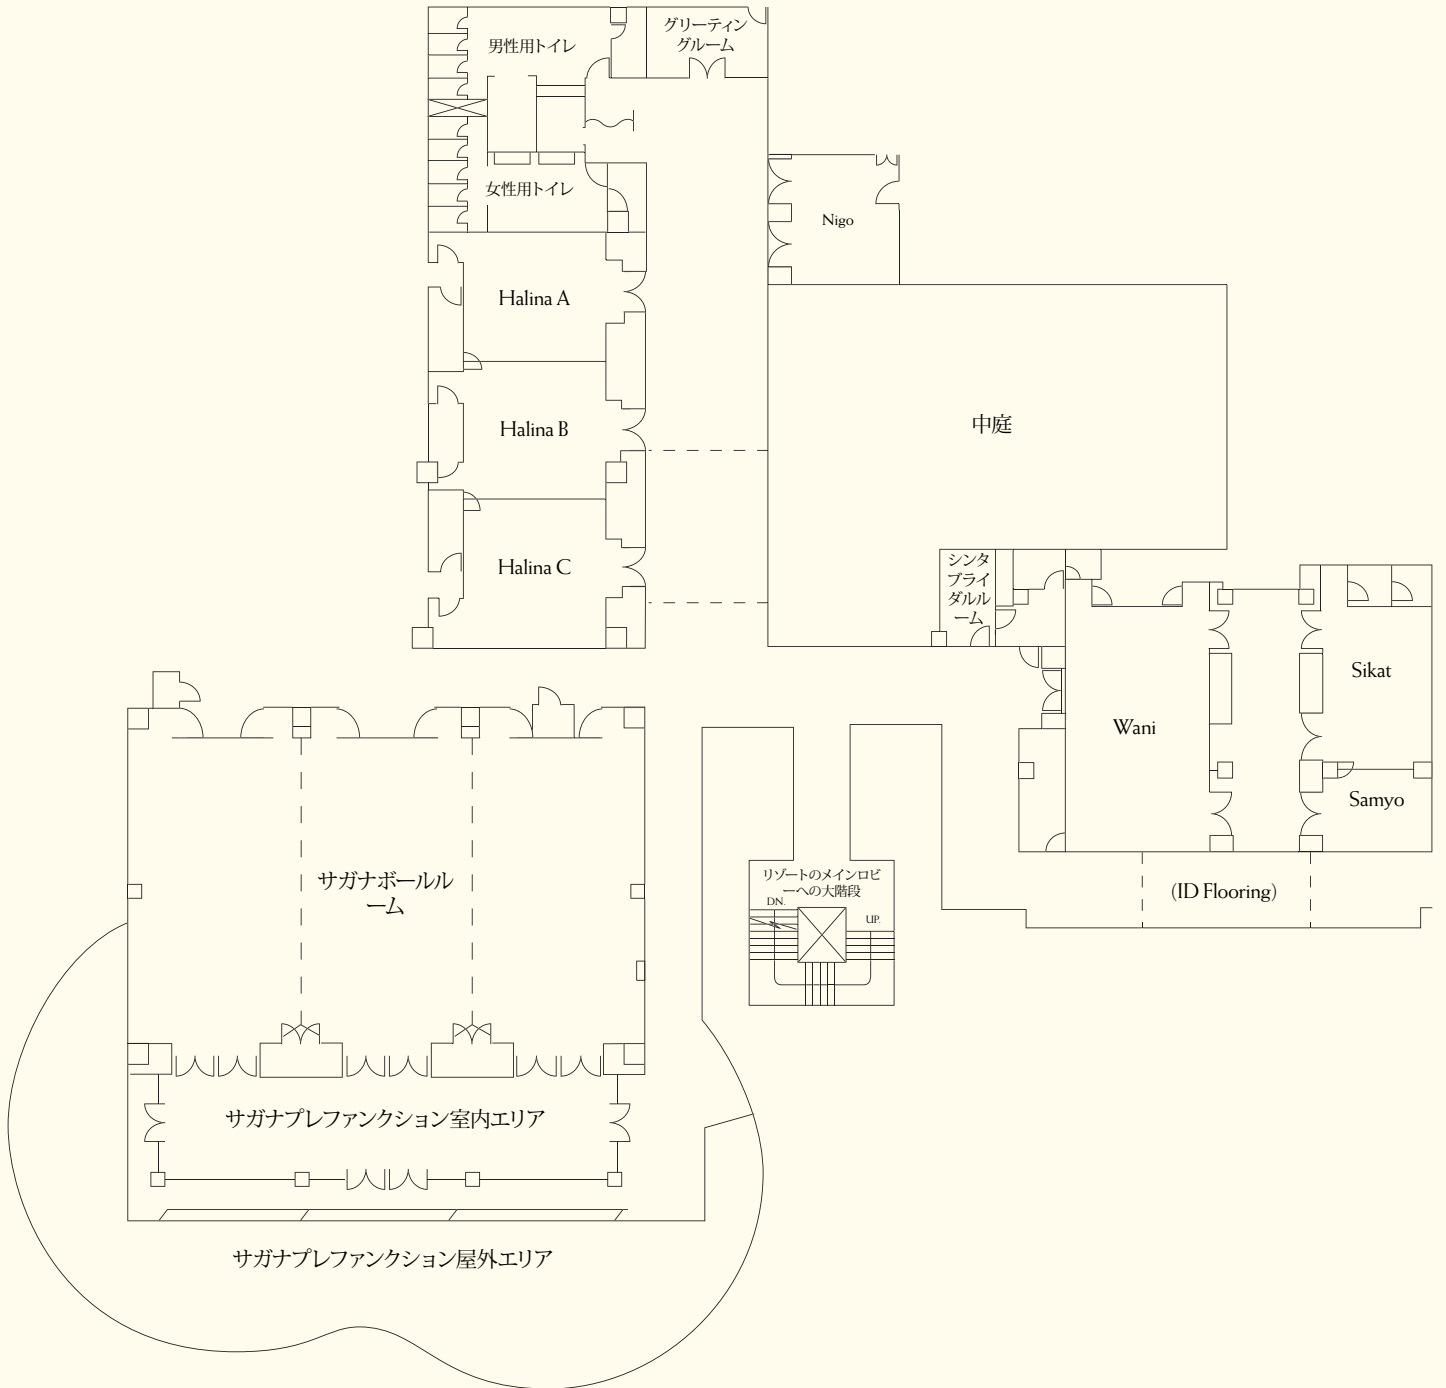 男性用トイレ
グリーティン
グルーム
女性用トイレ
Nigo
Halina A
Halina B
中庭
Halina C
シンタ
ブライ
ダルル
ーム
Sikat
Wani
Samyo
サガナボールル
ーム
リゾートのメインロビ
ーへの大階段
DN.
UP.
(ID Flooring)
サガナプレファンクション室内エリア
サガナプレファンクション屋外エリア